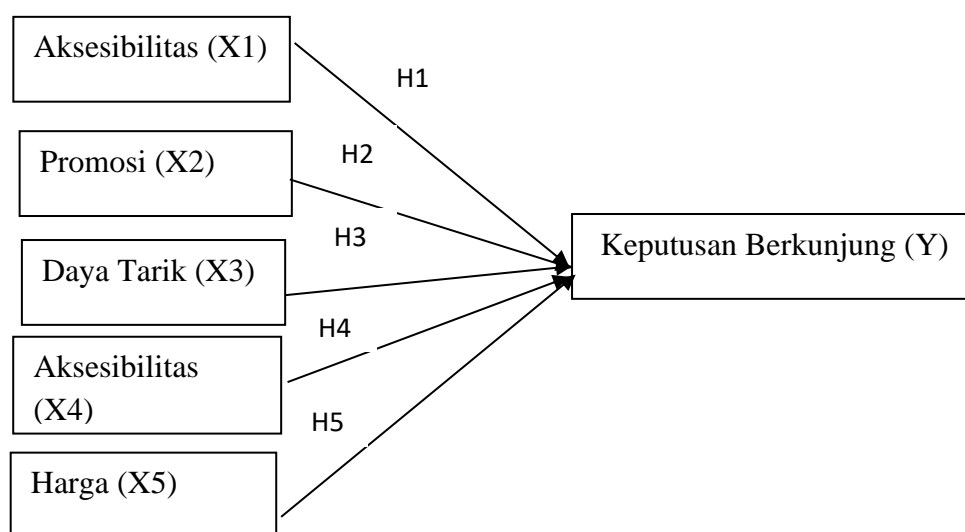 Aksesibilitas (X1)
H1
Promosi (X2)
H2
H3
Keputusan Berkunjung (Y)
Daya Tarik (X3)
H4
Aksesibilitas
(X4)
H5
Harga (X5)